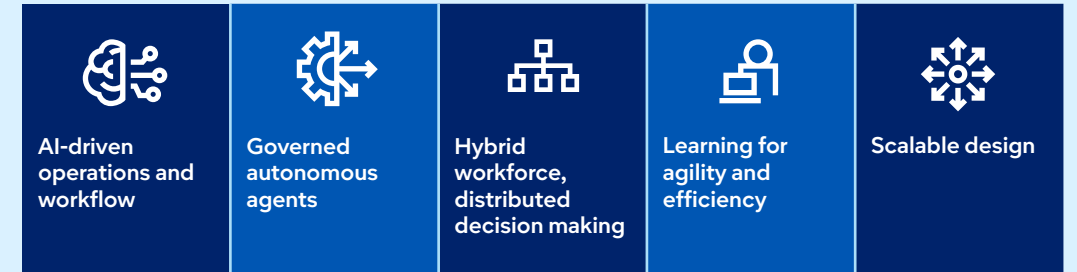 AI-driven
operations and
workflow
Governed
autonomous
agents
Hybrid
workforce,
distributed
decision making
Learning for
agility and
efficiency
Scalable design